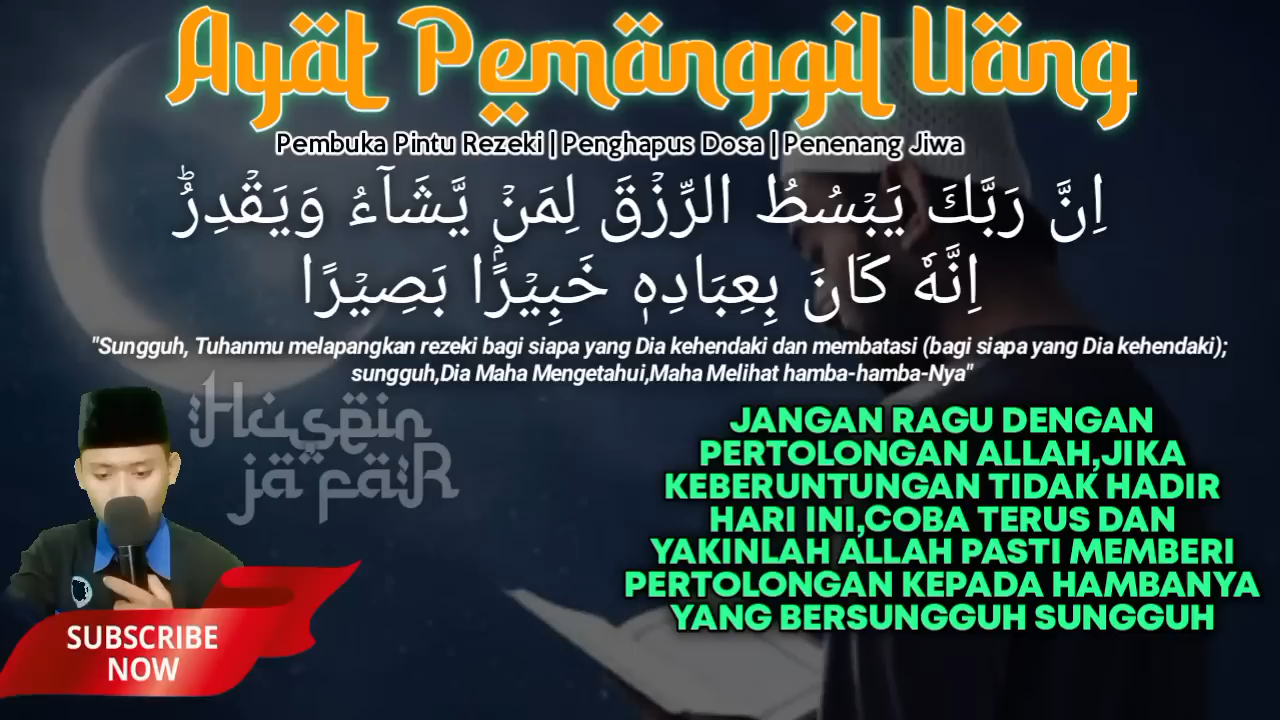 Ayat Pemanggil Uang
Pembuka Pintu Rezeki | Penghapus Dosa | Penenang Jiwa
اِنَّ رَبَّكَ يَبْسُطُ الرِّزْقَ لِمَنْ يَّشَاۤءُ وَيَقْدِرُۗ
اِنَّهٗ كَانَ بِعِبَادِهٖ خَبِيْرًاۢ بَصِيْرًا
"Sungguh, Tuhanmu melapangkan rezeki bagi siapa yang Dia kehendaki dan membatasi (bagi siapa yang Dia kehendaki);
sungguh,Dia Maha Mengetahui,Maha Melihat hamba-hamba-Nya"
Husein
jafar
JANGAN RAGU DENGAN
PERTOLONGAN ALLAH,JIKA
KEBERUNTUNGAN TIDAK HADIR
HARI INI,COBA TERUS DAN
YAKINLAH ALLAH PASTI MEMBERI
PERTOLONGAN KEPADA HAMBANYA
YANG BERSUNGGUH SUNGGUH
SUBSCRIBE
NOW